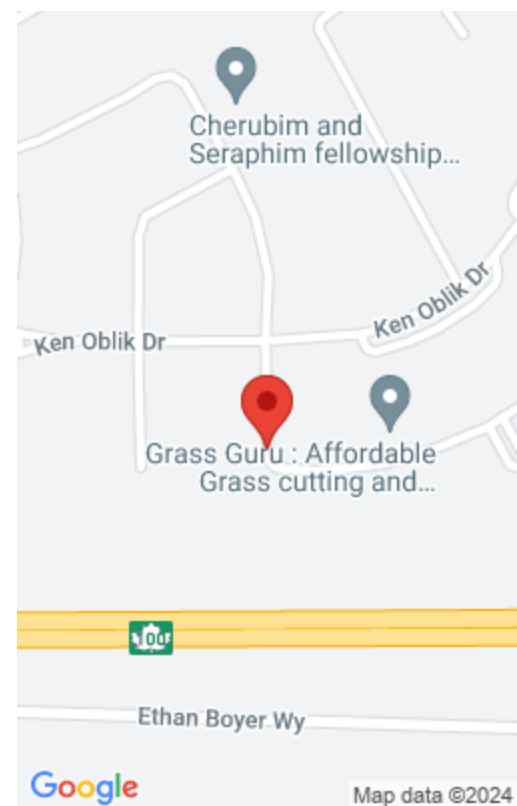 Cherubim and
Seraphim fellowship...
Ken Oblik Dr
Ken Oblik Dr
Grass Guru : Affordable
Grass cutting and...
100
Ethan Boyer Wy
Google
Map data ©2024